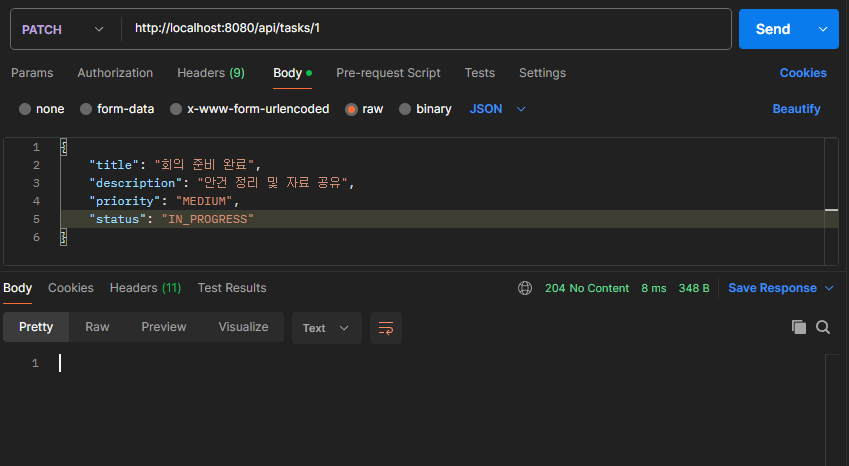 PATCH http://localhost:8080/api/tasks/1 Send
Params Authorization Headers (9) Body Pre-request Script Tests Settings Cookies
none form-data x-www-form-urlencoded raw binary JSON Beautify
1 {
2 "title": "회의 준비 완료",
3 "description": "안건 정리 및 자료 공유",
4 "priority": "MEDIUM",
5 "status": "IN_PROGRESS"
6 }
Body Cookies Headers (11) Test Results 204 No Content 8 ms 348 B Save Response
Pretty Raw Preview Visualize Text
1